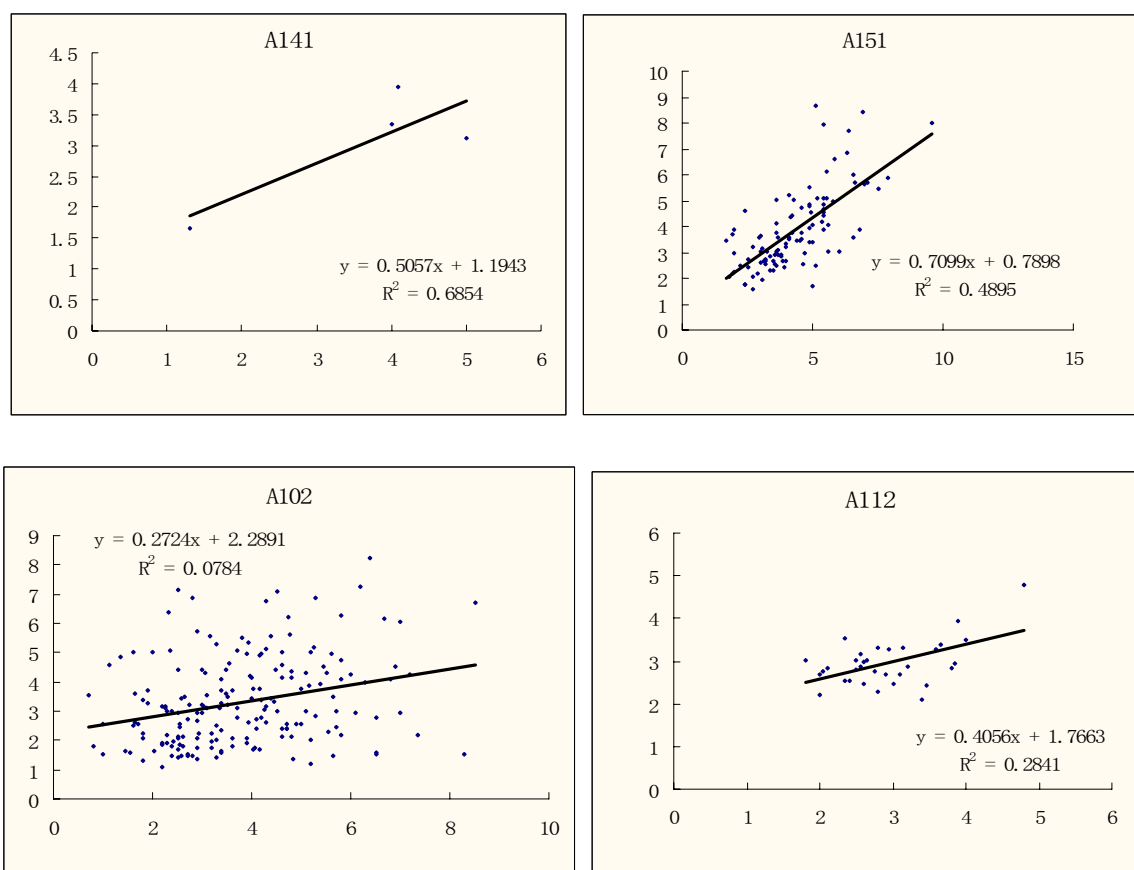 A141
4.5
4
3.5
3
2.5
2
1.5
1
0.5
0
y = 0.5057x + 1.1943
R² = 0.6854
0 1 2 3 4 5 6
A151
10
9
8
7
6
5
4
3
2
1
0
y = 0.7099x + 0.7898
R² = 0.4895
0 5 10 15
A102
9
8
7
6
5
4
3
2
1
0
y = 0.2724x + 2.2891
R² = 0.0784
0 2 4 6 8 10
A112
6
5
4
3
2
1
0
y = 0.4056x + 1.7663
R² = 0.2841
0 1 2 3 4 5 6